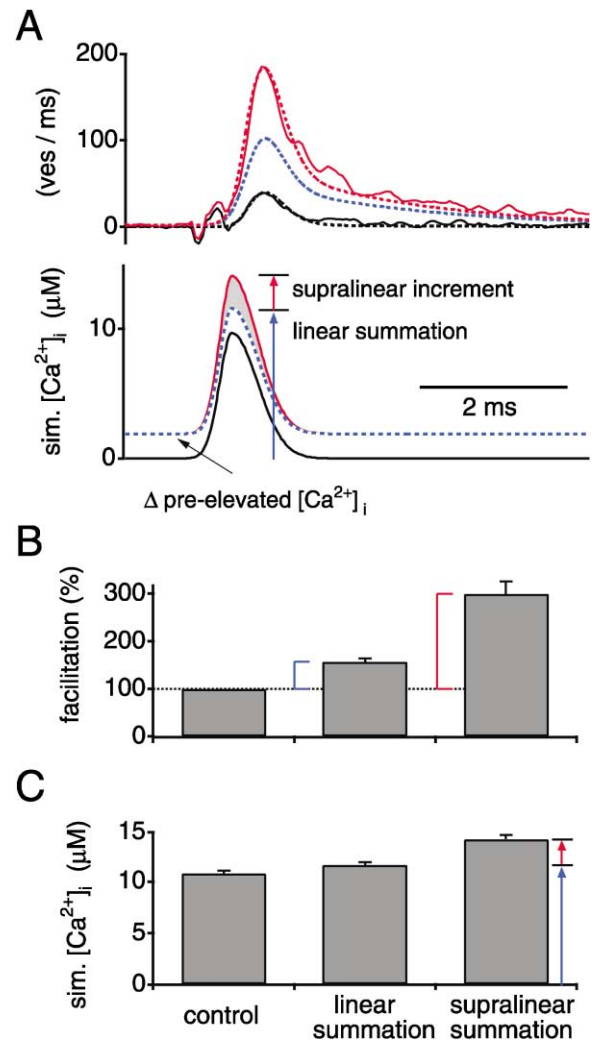 A
200
100
0
(ves / ms)
supralinear increment
linear summation
10
0
sim. [Ca²⁺]ᵢ (μM)
2 ms
Δ pre-elevated [Ca²⁺]ᵢ
B
300
200
100
0
facilitation (%)
C
15
10
5
0
sim. [Ca²⁺]ᵢ (μM)
control
linear
summation
supralinear
summation